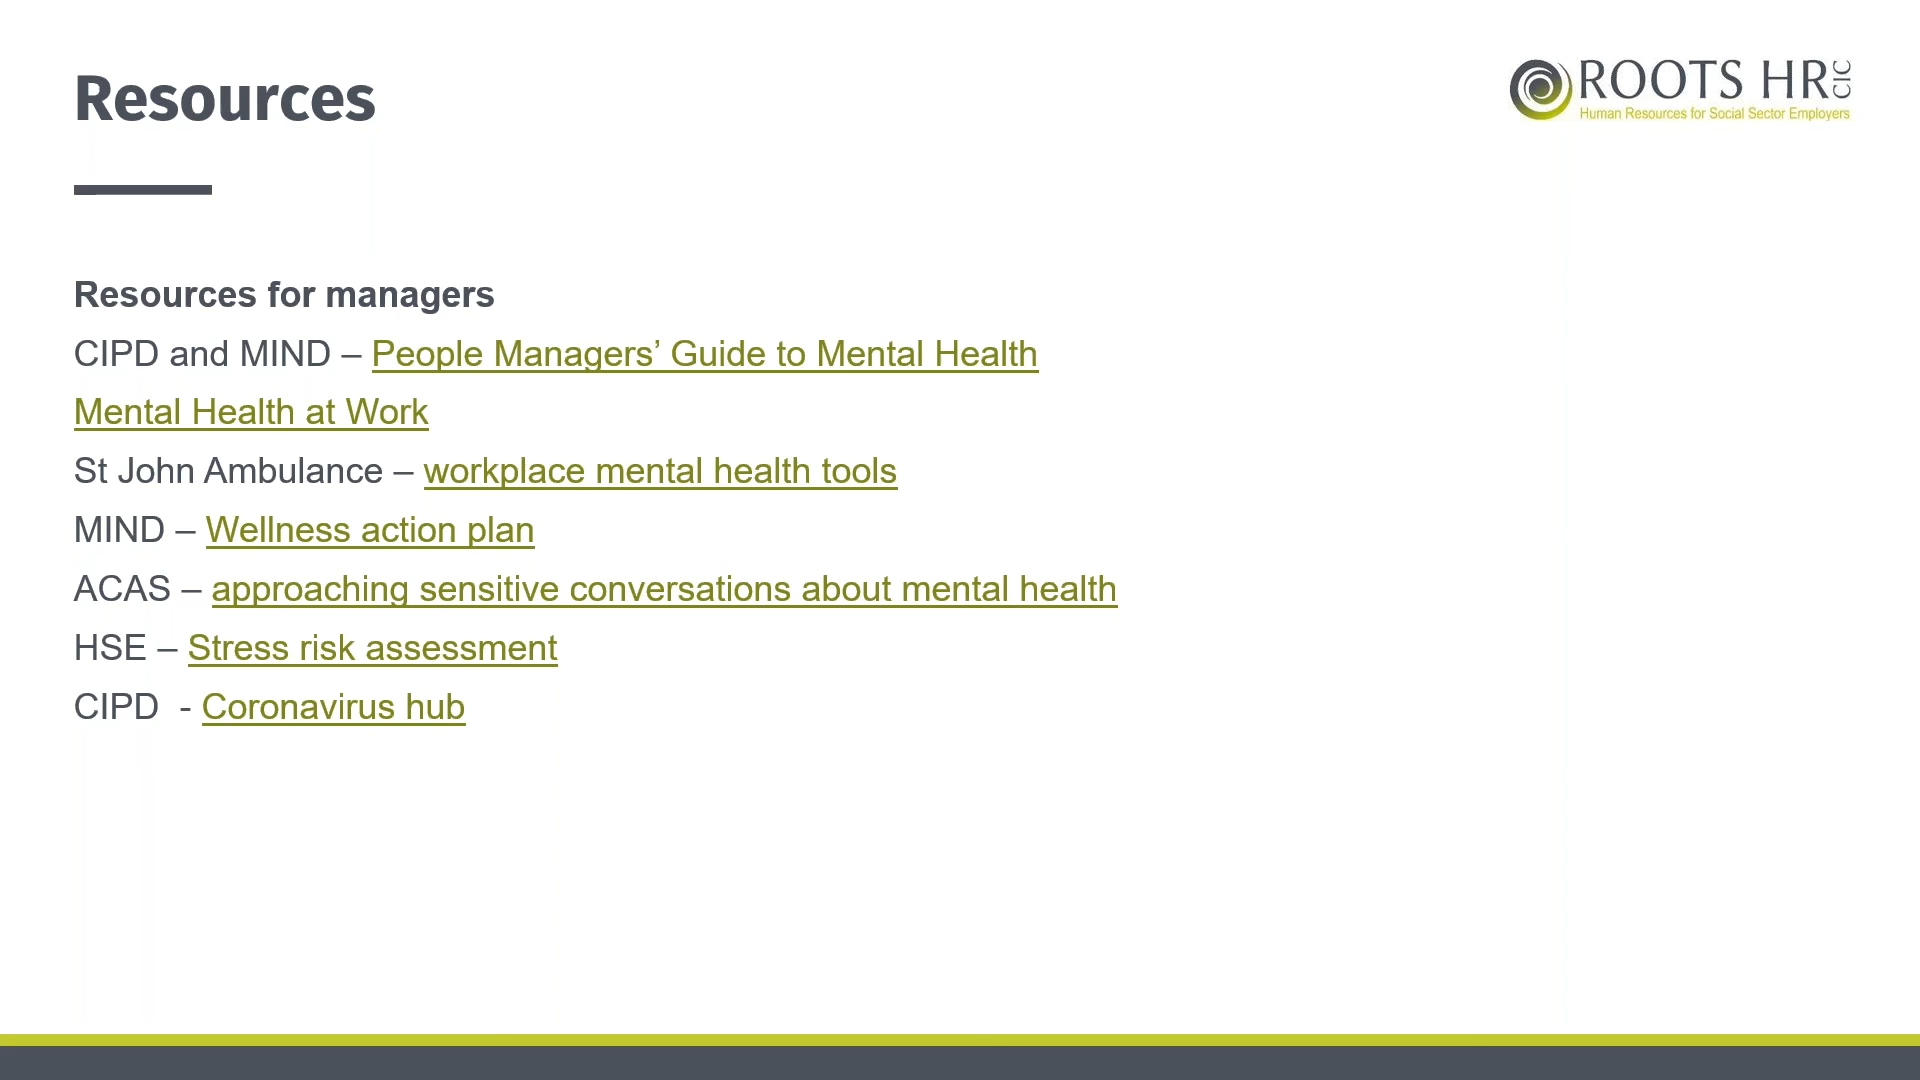 Resources
ROOTS HR CIC
Human Resources for Social Sector Employers
Resources for managers
CIPD and MIND – People Managers’ Guide to Mental Health
Mental Health at Work
St John Ambulance – workplace mental health tools
MIND – Wellness action plan
ACAS – approaching sensitive conversations about mental health
HSE – Stress risk assessment
CIPD  - Coronavirus hub